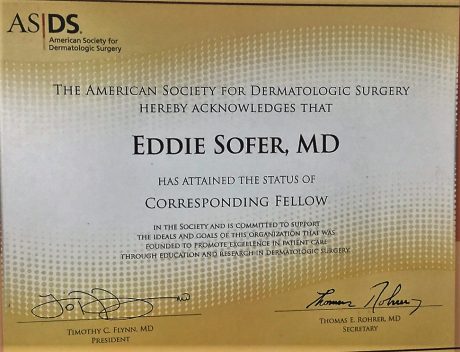 AS|DS.
American Society for
Dermatologic Surgery
THE AMERICAN SOCIETY FOR DERMATOLOGIC SURGERY
HEREBY ACKNOWLEDGES THAT
EDDIE SOFER, MD
HAS ATTAINED THE STATUS OF
CORRESPONDING FELLOW
IN THE SOCIETY AND IS COMMITTED TO SUPPORT
THE IDEALS AND GOALS OF THIS ORGANIZATION THAT WAS
FOUNDED TO PROMOTE EXCELLENCE IN PATIENT CARE
THROUGH EDUCATION AND RESEARCH IN DERMATOLOGIC SURGERY.
Thomas Rohrer
TIMOTHY C. FLYNN, MD
PRESIDENT
THOMAS E. ROHRER, MD
SECRETARY